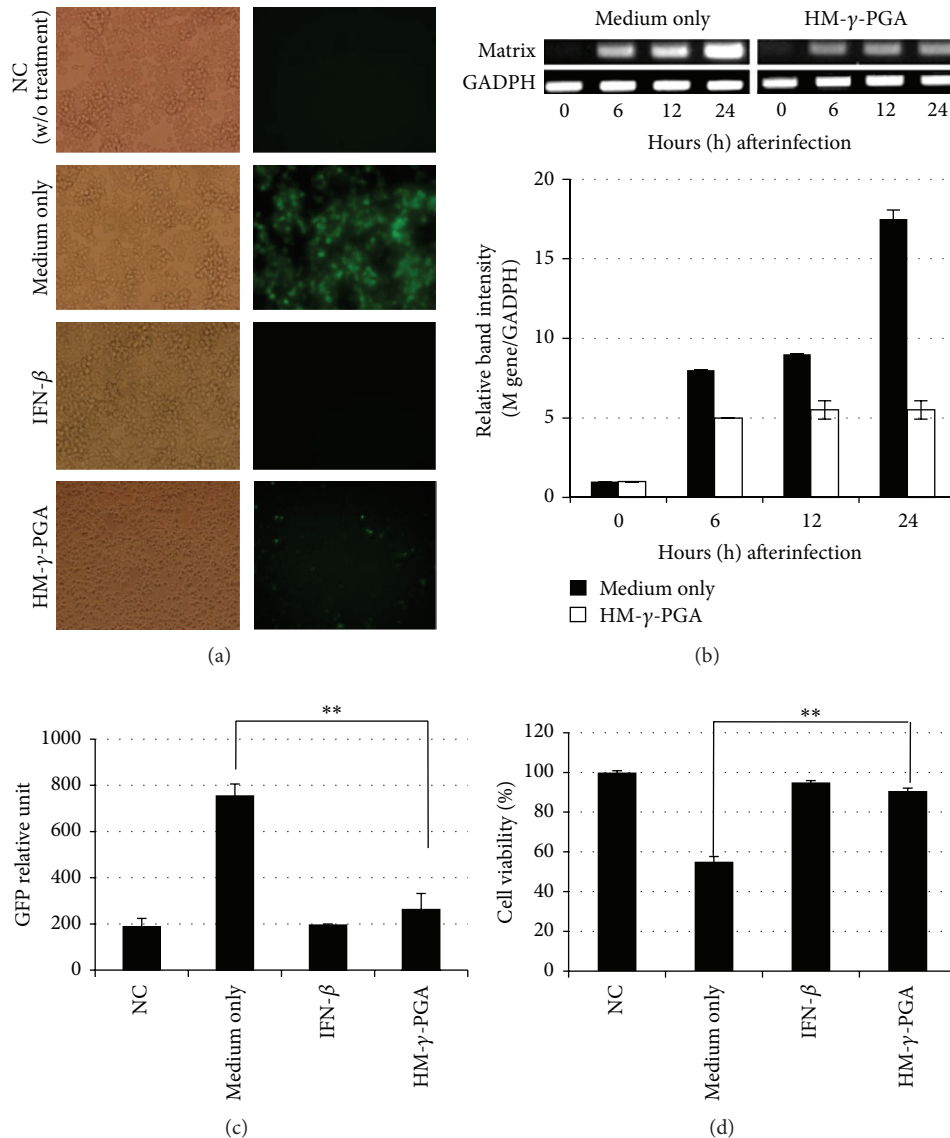 NC
(w/o treatment)
Medium only
IFN-β
HM-γ-PGA
(a)
Medium only HM-γ-PGA
Matrix
GADPH
0 6 12 24 0 6 12 24
Hours (h) afterinfection
Relative band intensity
(M gene/GADPH)
20
15
10
5
0
0 6 12 24
Hours (h) afterinfection
Medium only
HM-γ-PGA
(b)
GFP relative unit
1000
800
600
400
200
0
**
NC
Medium only
IFN-β
HM-γ-PGA
(c)
Cell viability (%)
120
100
80
60
40
20
0
**
NC
Medium only
IFN-β
HM-γ-PGA
(d)